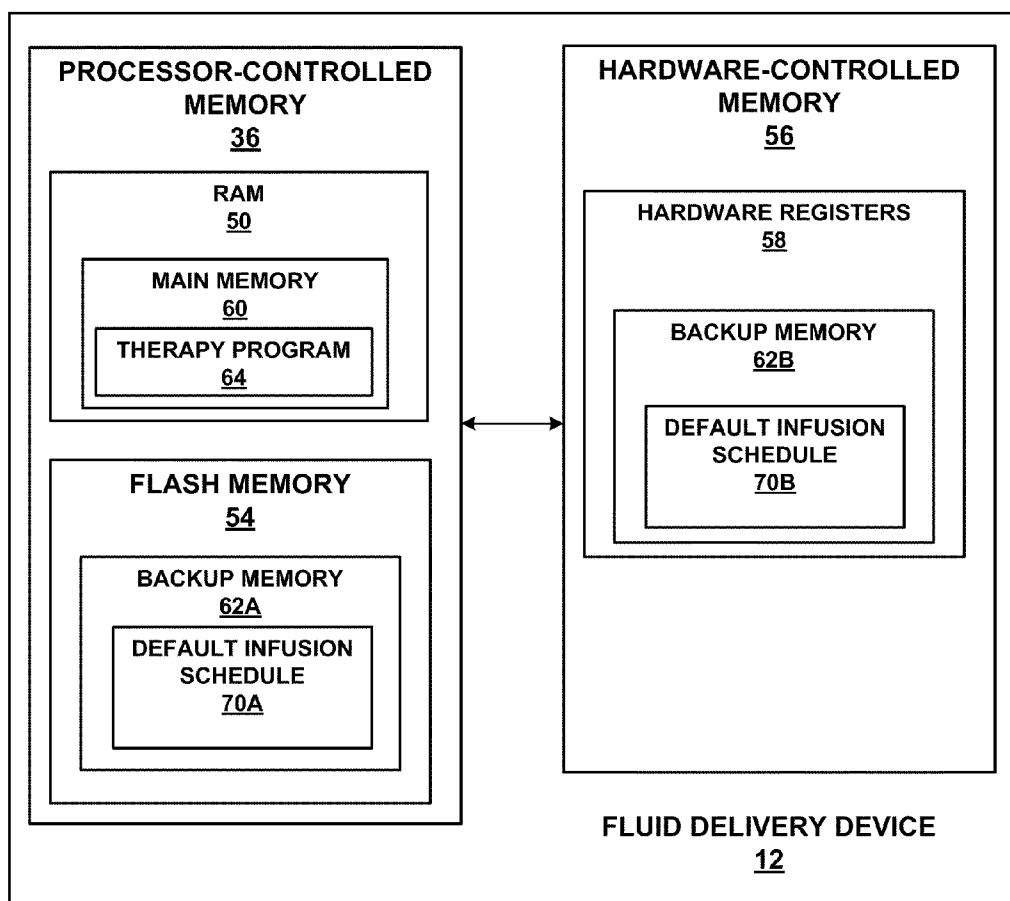 PROCESSOR-CONTROLLED
MEMORY
36
RAM
50
MAIN MEMORY
60
THERAPY PROGRAM
64
FLASH MEMORY
54
BACKUP MEMORY
62A
DEFAULT INFUSION
SCHEDULE
70A
HARDWARE-CONTROLLED
MEMORY
56
HARDWARE REGISTERS
58
BACKUP MEMORY
62B
DEFAULT INFUSION
SCHEDULE
70B
FLUID DELIVERY DEVICE
12